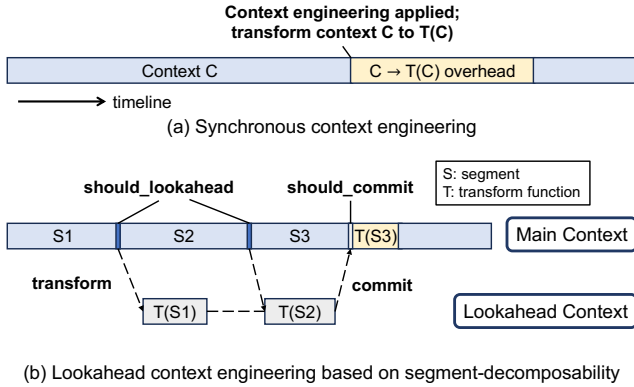 Context engineering applied;
transform context C to T(C)
Context C
C → T(C) overhead
timeline
(a) Synchronous context engineering
should_lookahead
should_commit
S: segment
T: transform function
S1
S2
S3
T(S3)
Main Context
transform
commit
T(S1)
T(S2)
Lookahead Context
(b) Lookahead context engineering based on segment-decomposability